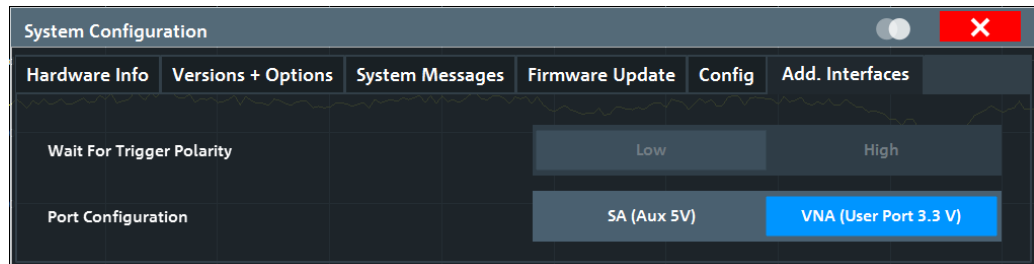 System Configuration
Hardware Info Versions + Options System Messages Firmware Update Config Add. Interfaces
Wait For Trigger Polarity Low High
Port Configuration SA (Aux 5V) VNA (User Port 3.3 V)